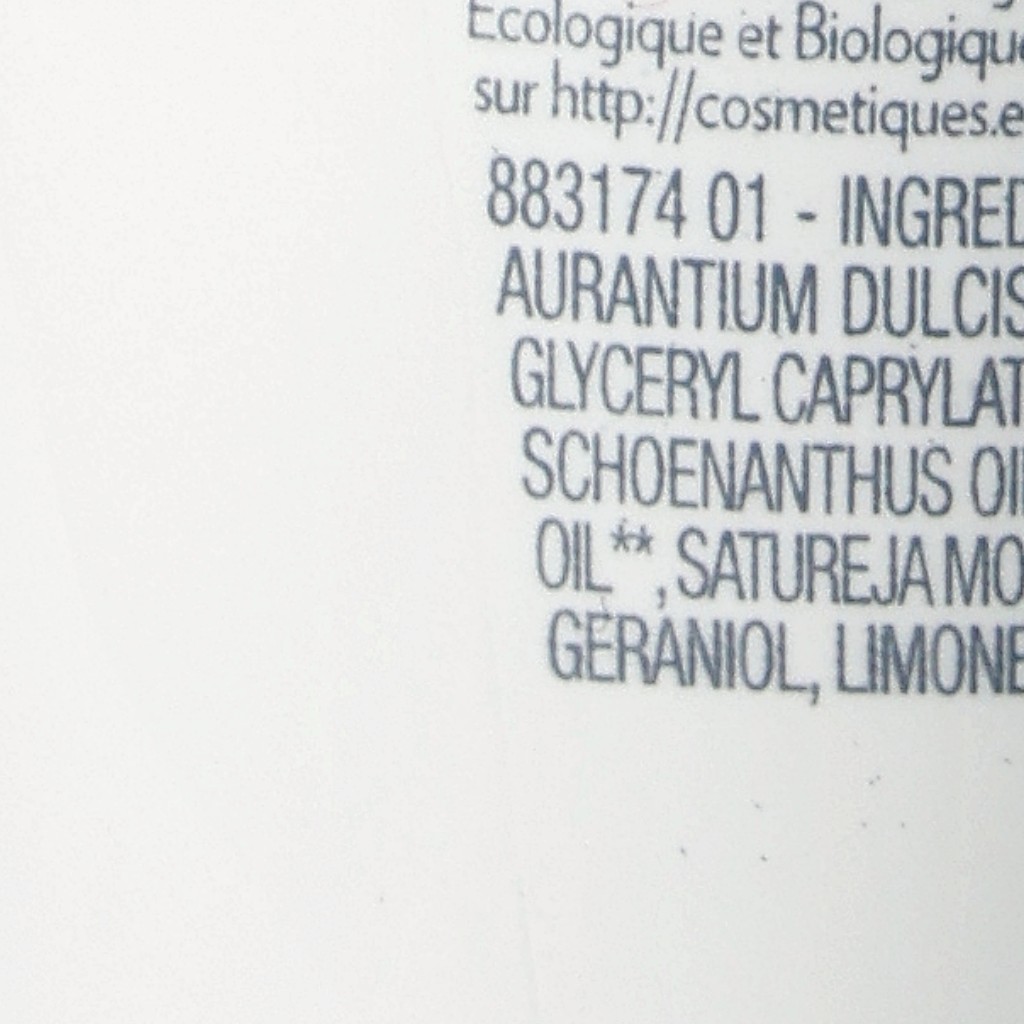 Ecologique et Biologique
sur http://cosmetiques.e
883174 01 - INGRED
AURANTIUM DULCIS
GLYCERYL CAPRYLAT
SCHOENANTHUS OI
OIL**, SATUREJA MO
GERANIOL, LIMONE